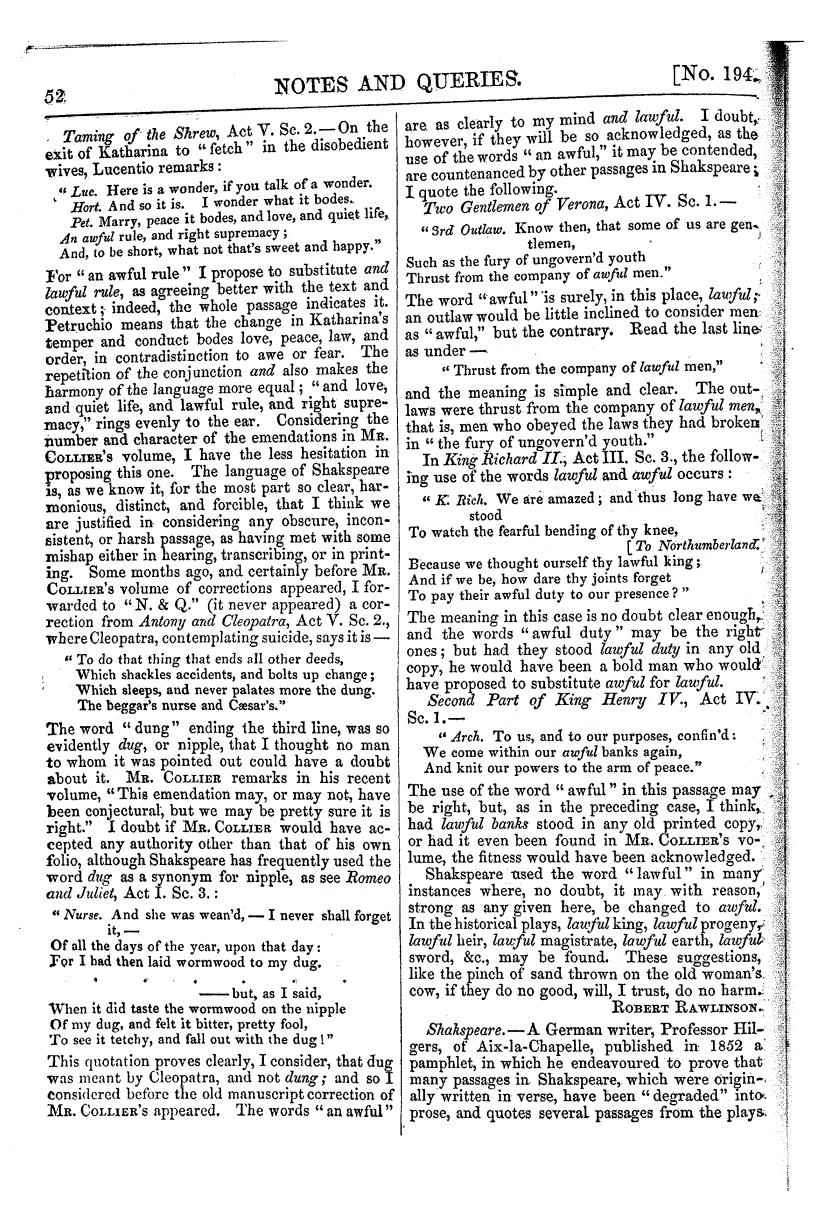 52
NOTES AND QUERIES.
[No. 194.
Taming of the Shrew, Act V. Sc. 2.—On the
exit of Katharina to "fetch" in the disobedient
wives, Lucentio remarks:
"Luc. Here is a wonder, if you talk of a wonder.
Hort. And so it is. I wonder what it bodes.
Pet. Marry, peace it bodes, and love, and quiet life,
An awful rule, and right supremacy;
And, to be short, what not that's sweet and happy."
For "an awful rule" I propose to substitute and
lawful rule, as agreeing better with the text and
context; indeed, the whole passage indicates it.
Petruchio means that the change in Katharina's
temper and conduct bodes love, peace, law, and
order, in contradistinction to awe or fear. The
repetition of the conjunction and also makes the
harmony of the language more equal; "and love,
and quiet life, and lawful rule, and right supre-
macy," rings evenly to the ear. Considering the
number and character of the emendations in MR.
COLLIER'S volume, I have the less hesitation in
proposing this one. The language of Shakspeare
is, as we know it, for the most part so clear, har-
monious, distinct, and forcible, that I think we
are justified in considering any obscure, incon-
sistent, or harsh passage, as having met with some
mishap either in hearing, transcribing, or in print-
ing. Some months ago, and certainly before MR.
COLLIER'S volume of corrections appeared, I for-
warded to "N. & Q." (it never appeared) a cor-
rection from Antony and Cleopatra, Act V. Sc. 2.,
where Cleopatra, contemplating suicide, says it is—
"To do that thing that ends all other deeds,
Which shackles accidents, and bolts up change;
Which sleeps, and never palates more the dung.
The beggar's nurse and Cæsar's."
The word "dung" ending the third line, was so
evidently dug, or nipple, that I thought no man
to whom it was pointed out could have a doubt
about it. MR. COLLIER remarks in his recent
volume, "This emendation may, or may not, have
been conjectural, but we may be pretty sure it is
right." I doubt if MR. COLLIER would have ac-
cepted any authority other than that of his own
folio, although Shakspeare has frequently used the
word dug as a synonym for nipple, as see Romeo
and Juliet, Act I. Sc. 3.:
"Nurse. And she was wean'd,—I never shall forget
it,—
Of all the days of the year, upon that day:
For I had then laid wormwood to my dug.
* * * * *
——but, as I said,
When it did taste the wormwood on the nipple
Of my dug, and felt it bitter, pretty fool,
To see it tetchy, and fall out with the dug!"
This quotation proves clearly, I consider, that dug
was meant by Cleopatra, and not dung; and so I
considered before the old manuscript correction of
MR. COLLIER'S appeared. The words "an awful"
are as clearly to my mind and lawful. I doubt,
however, if they will be so acknowledged, as the
use of the words "an awful," it may be contended,
are countenanced by other passages in Shakspeare;
I quote the following.
Two Gentlemen of Verona, Act IV. Sc. 1.—
"3rd Outlaw. Know then, that some of us are gen-
tlemen,
Such as the fury of ungovern'd youth
Thrust from the company of awful men."
The word "awful" is surely, in this place, lawful;
an outlaw would be little inclined to consider men
as "awful," but the contrary. Read the last line
as under—
"Thrust from the company of lawful men,"
and the meaning is simple and clear. The out-
laws were thrust from the company of lawful men,
that is, men who obeyed the laws they had broken
in "the fury of ungovern'd youth."
In King Richard II., Act III. Sc. 3., the follow-
ing use of the words lawful and awful occurs:
"K. Rich. We are amazed; and thus long have we
stood
To watch the fearful bending of thy knee,
[To Northumberland.
Because we thought ourself thy lawful king;
And if we be, how dare thy joints forget
To pay their awful duty to our presence?"
The meaning in this case is no doubt clear enough,
and the words "awful duty" may be the right
ones; but had they stood lawful duty in any old
copy, he would have been a bold man who would
have proposed to substitute awful for lawful.
Second Part of King Henry IV., Act IV.
Sc. 1.—
"Arch. To us, and to our purposes, confin'd:
We come within our awful banks again,
And knit our powers to the arm of peace."
The use of the word "awful" in this passage may
be right, but, as in the preceding case, I think,
had lawful banks stood in any old printed copy,
or had it even been found in MR. COLLIER'S vo-
lume, the fitness would have been acknowledged.
Shakspeare used the word "lawful" in many
instances where, no doubt, it may with reason,
strong as any given here, be changed to awful.
In the historical plays, lawful king, lawful progeny,
lawful heir, lawful magistrate, lawful earth, lawful
sword, &c., may be found. These suggestions,
like the pinch of sand thrown on the old woman's
cow, if they do no good, will, I trust, do no harm.
ROBERT RAWLINSON.
Shakspeare.—A German writer, Professor Hil-
gers, of Aix-la-Chapelle, published in 1852 a
pamphlet, in which he endeavoured to prove that
many passages in Shakspeare, which were origin-
ally written in verse, have been "degraded" into
prose, and quotes several passages from the plays